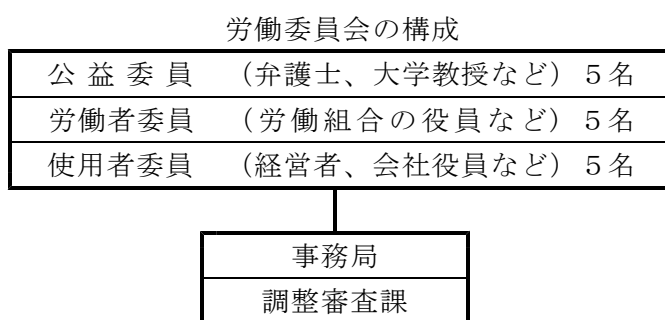 労働委員会の構成
公益委員 （弁護士、大学教授など）５名
労働者委員 （労働組合の役員など）５名
使用者委員 （経営者、会社役員など）５名
事務局
調整審査課